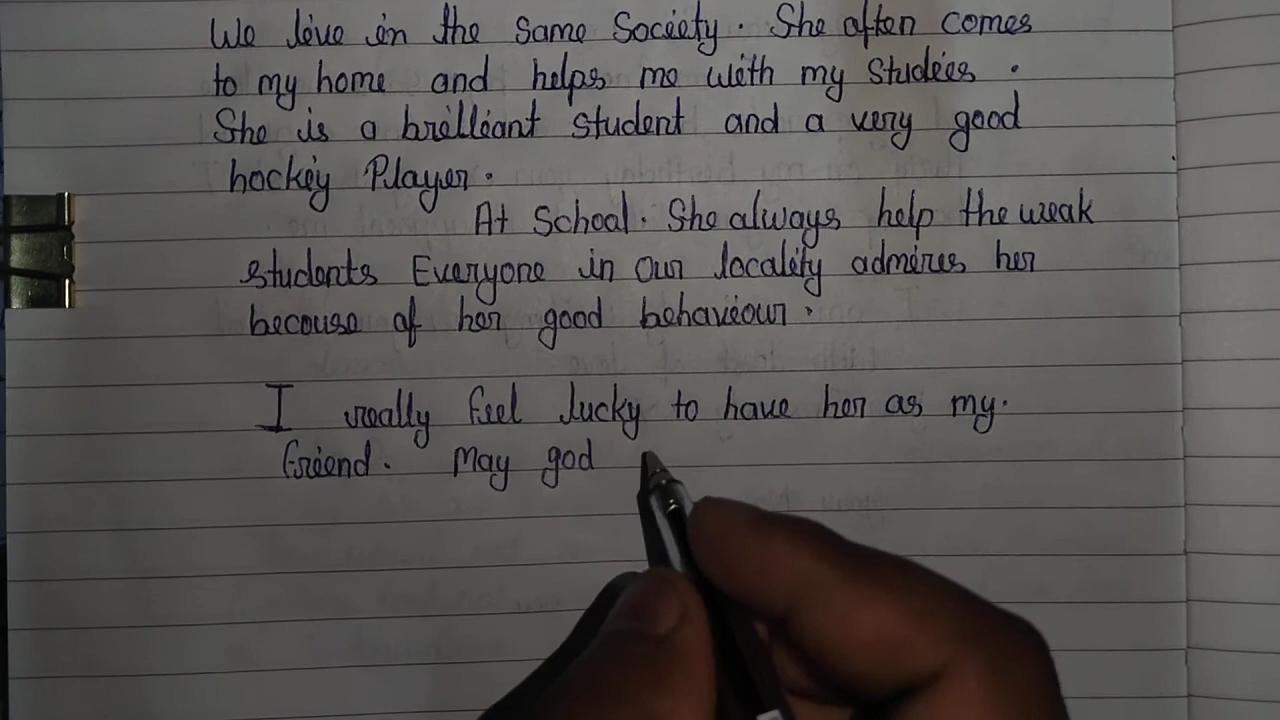 We live in the Same Society. She often comes
to my home and helps me with my studies.
She is a brilliant student and a very good
hockey Player.
At School. She always help the weak
students Everyone in our locality admires her
becouse of her good behaviour.
I really feel lucky to have her as my.
friend. May god